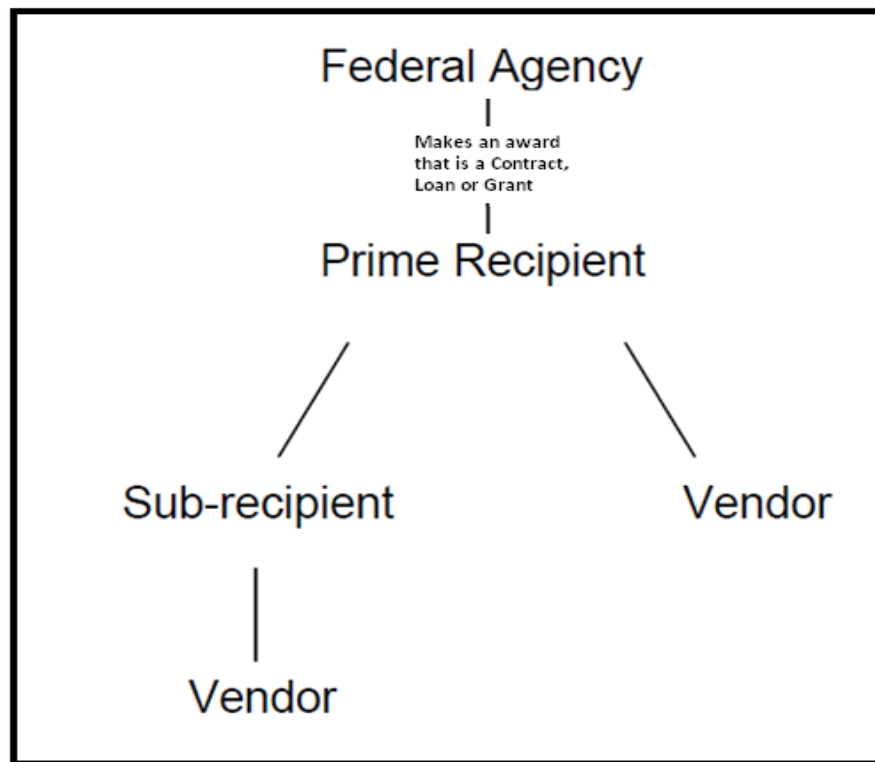 Federal Agency
Makes an award
that is a Contract,
Loan or Grant
Prime Recipient
Sub-recipient
Vendor
Vendor